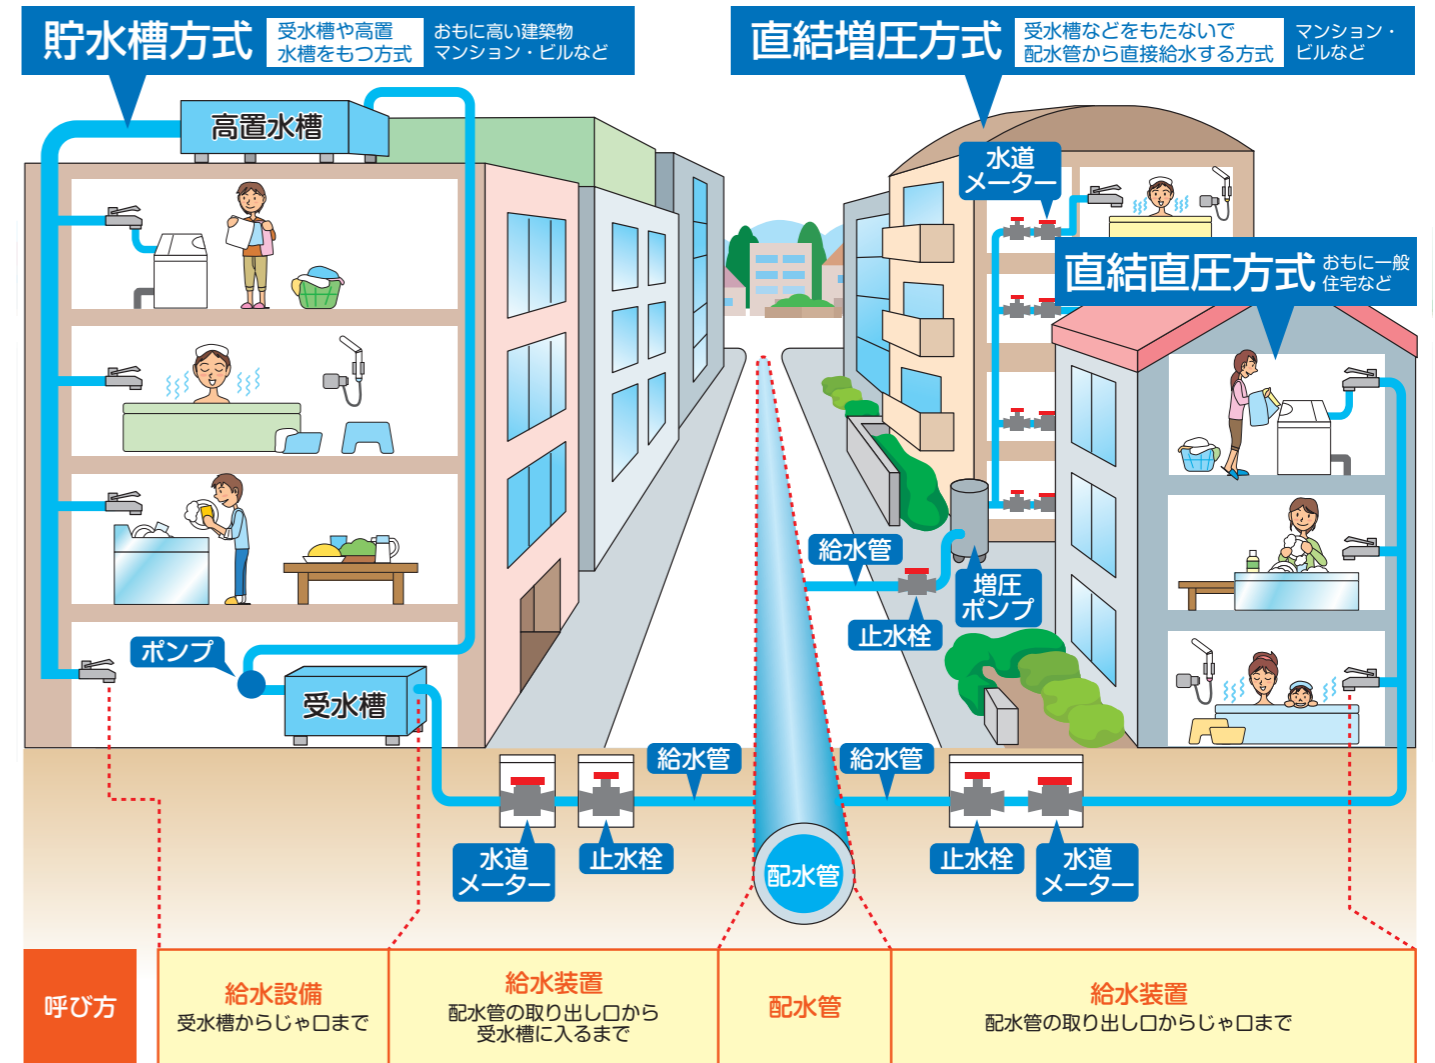 貯水槽方式
受水槽や高置
水槽をもつ方式
おもに高い建築物
マンション・ビルなど
直結増圧方式
受水槽などをもたないで
配水管から直接給水する方式
マンション・
ビルなど
高置水槽
水道
メーター
直結直圧方式
おもに一般
住宅など
給水管
増圧
ポンプ
止水栓
ポンプ
受水槽
給水管
給水管
水道
メーター
止水栓
配水管
止水栓
水道
メーター
呼び方
給水設備
受水槽からじゃ口まで
給水装置
配水管の取り出し口から
受水槽に入るまで
配水管
給水装置
配水管の取り出し口からじゃ口まで